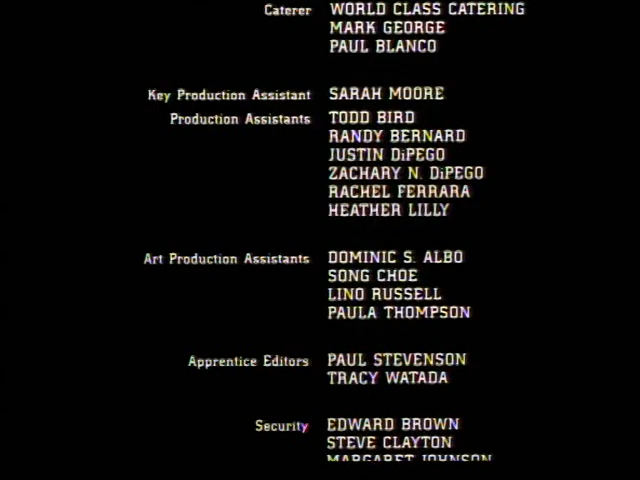 Caterer WORLD CLASS CATERING
MARK GEORGE
PAUL BLANCO
Key Production Assistant SARAH MOORE
Production Assistants TODD BIRD
RANDY BERNARD
JUSTIN DiPEGO
ZACHARY N. DiPEGO
RACHEL FERRARA
HEATHER LILLY
Art Production Assistants DOMINIC S. ALBO
SONG CHOE
LINO RUSSELL
PAULA THOMPSON
Apprentice Editors PAUL STEVENSON
TRACY WATADA
Security EDWARD BROWN
STEVE CLAYTON
MARGARET JOHNSON